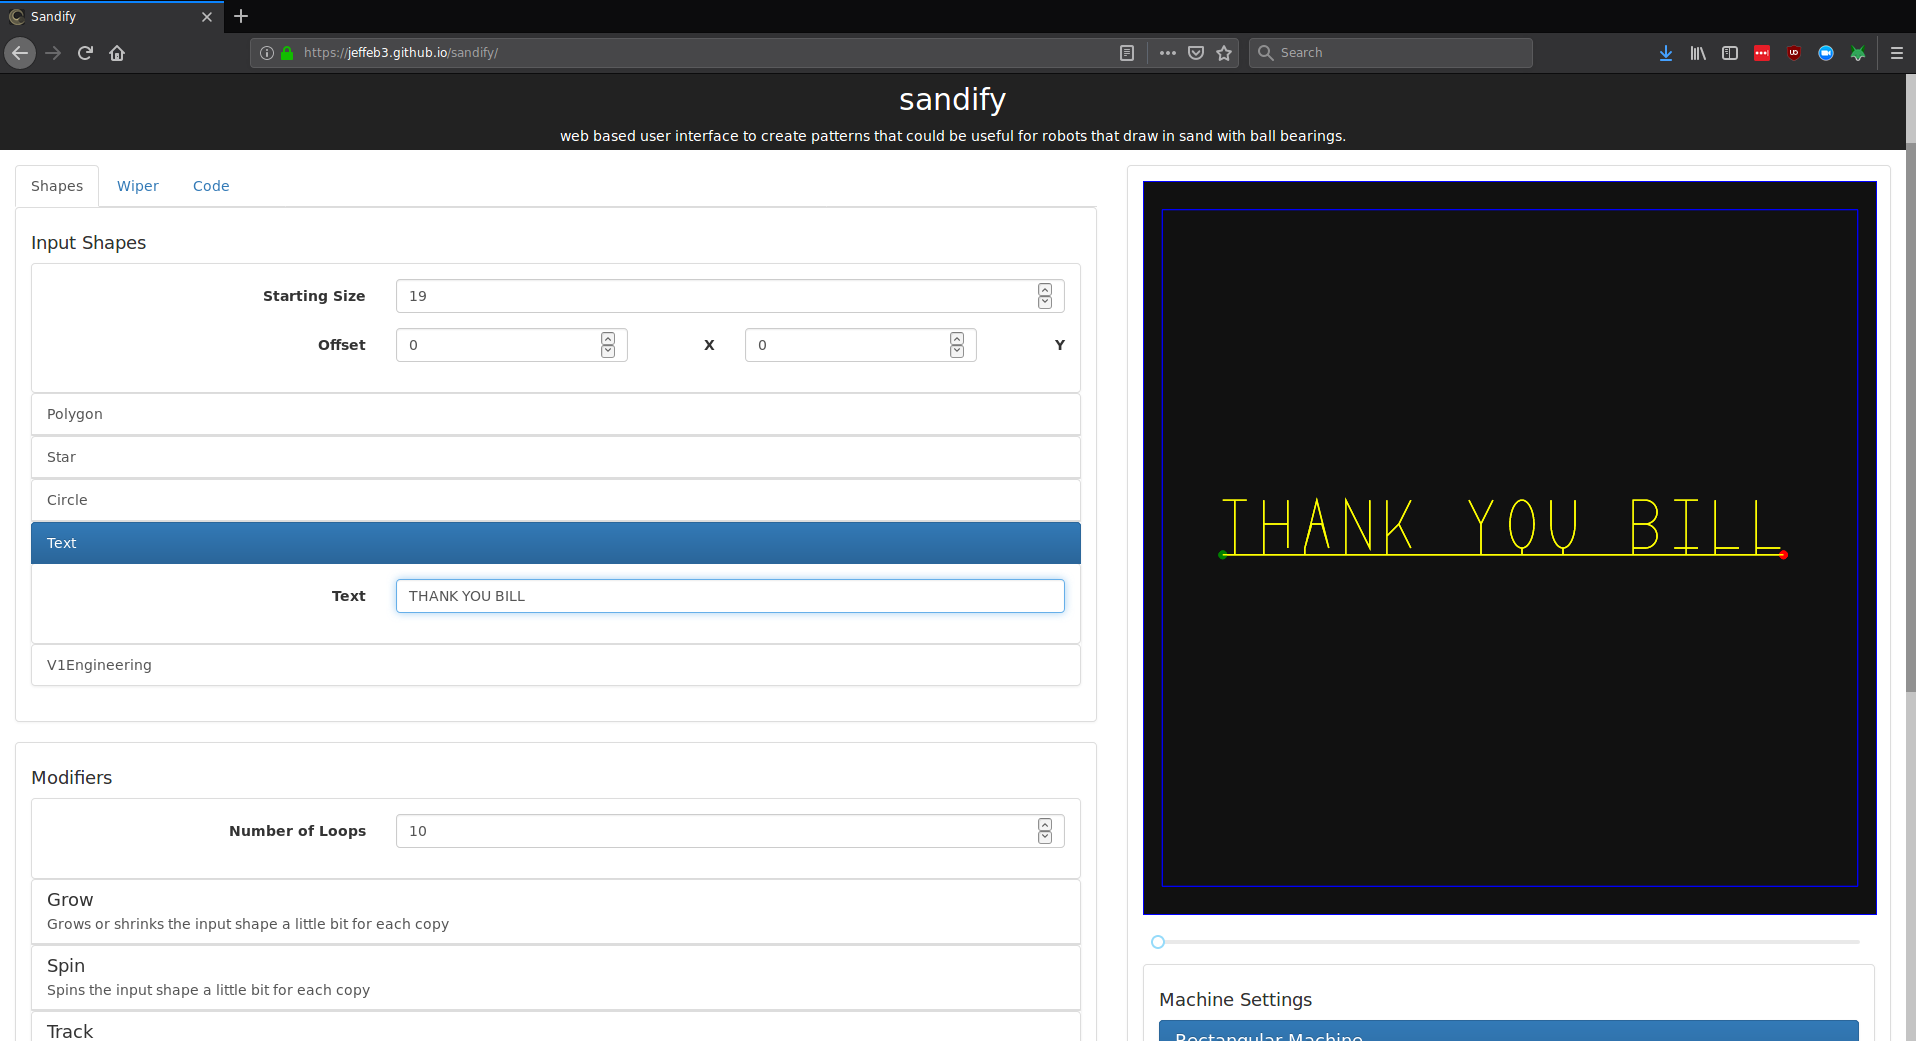 Sandify
https://jeffeb3.github.io/sandify/
Search
sandify
web based user interface to create patterns that could be useful for robots that draw in sand with ball bearings.
Shapes
Wiper
Code
Input Shapes
Starting Size
19
Offset
0
X
0
Y
Polygon
Star
Circle
Text
Text
THANK YOU BILL
V1Engineering
Modifiers
Number of Loops
10
Grow
Grows or shrinks the input shape a little bit for each copy
Spin
Spins the input shape a little bit for each copy
Track
THANK YOU BILL
Machine Settings
Rectangular Machine